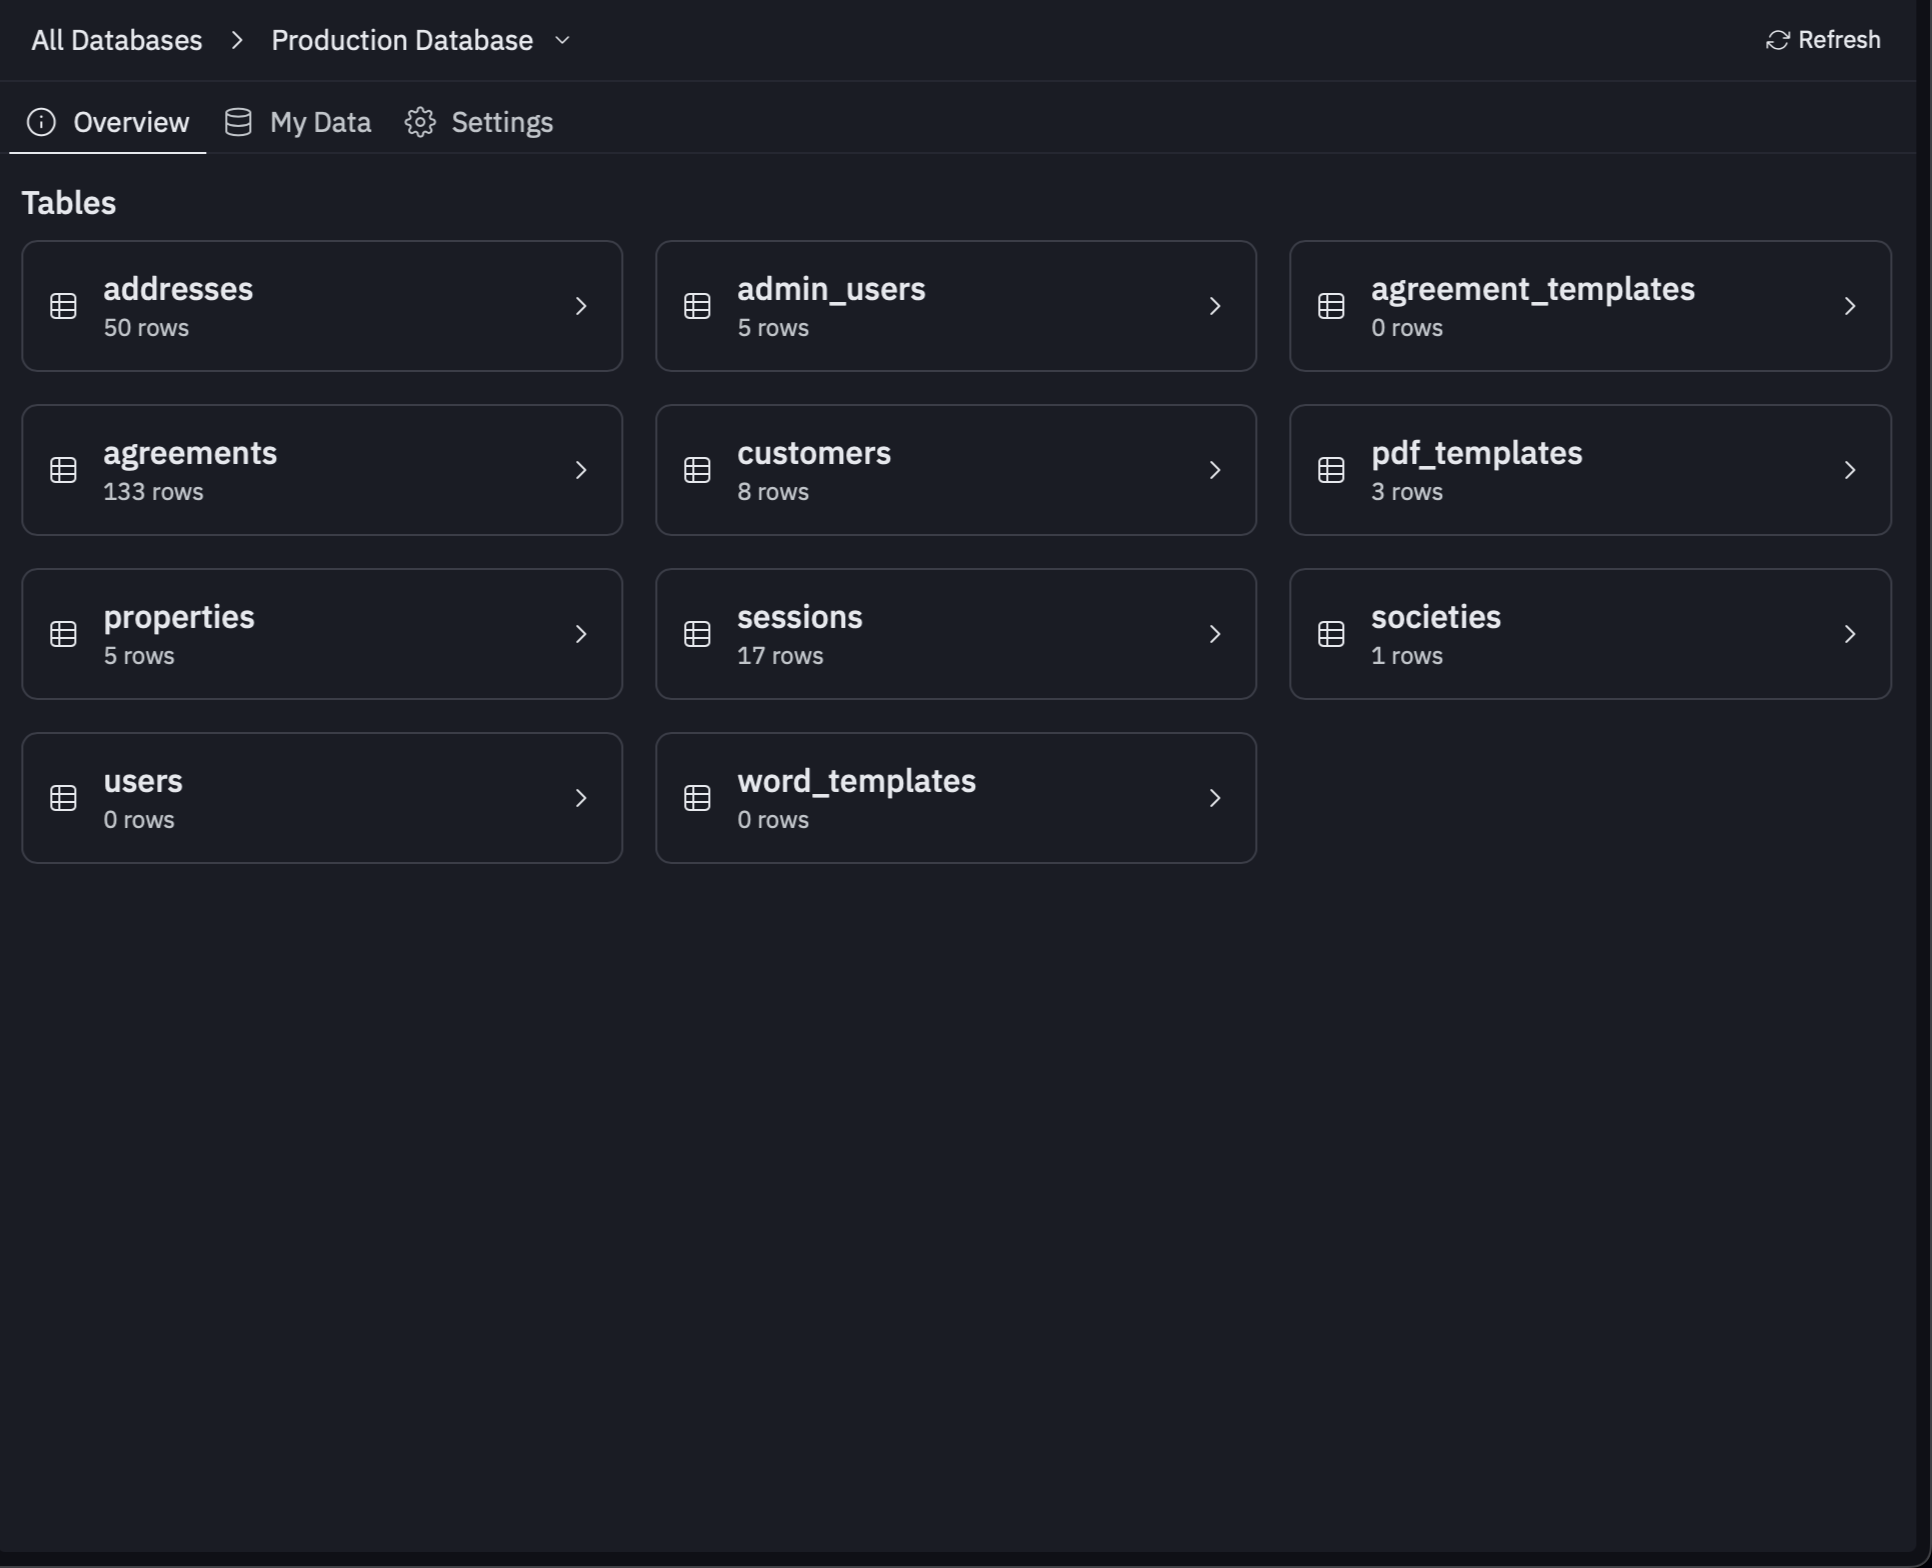 All Databases > Production Database
Refresh
Overview My Data Settings
Tables
addresses
50 rows
admin_users
5 rows
agreement_templates
0 rows
agreements
133 rows
customers
8 rows
pdf_templates
3 rows
properties
5 rows
sessions
17 rows
societies
1 rows
users
0 rows
word_templates
0 rows